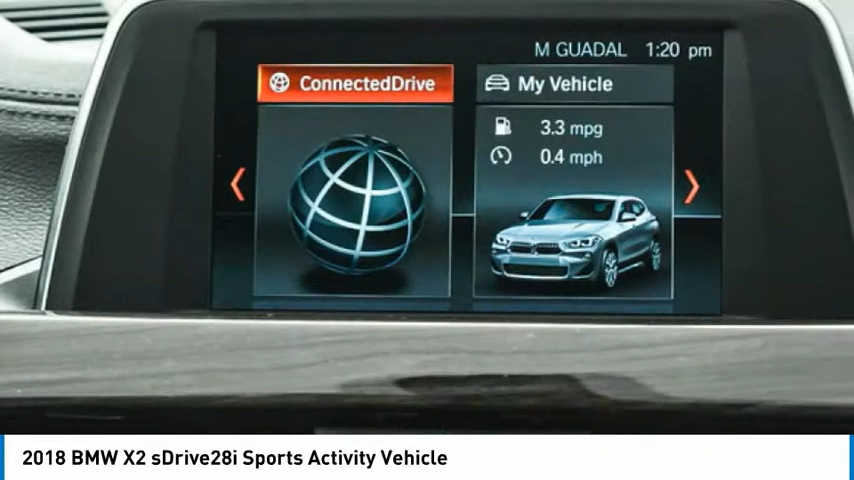 M GUADAL 1:20 pm
ConnectedDrive
My Vehicle
3.3 mpg
0.4 mph
2018 BMW X2 sDrive28i Sports Activity Vehicle